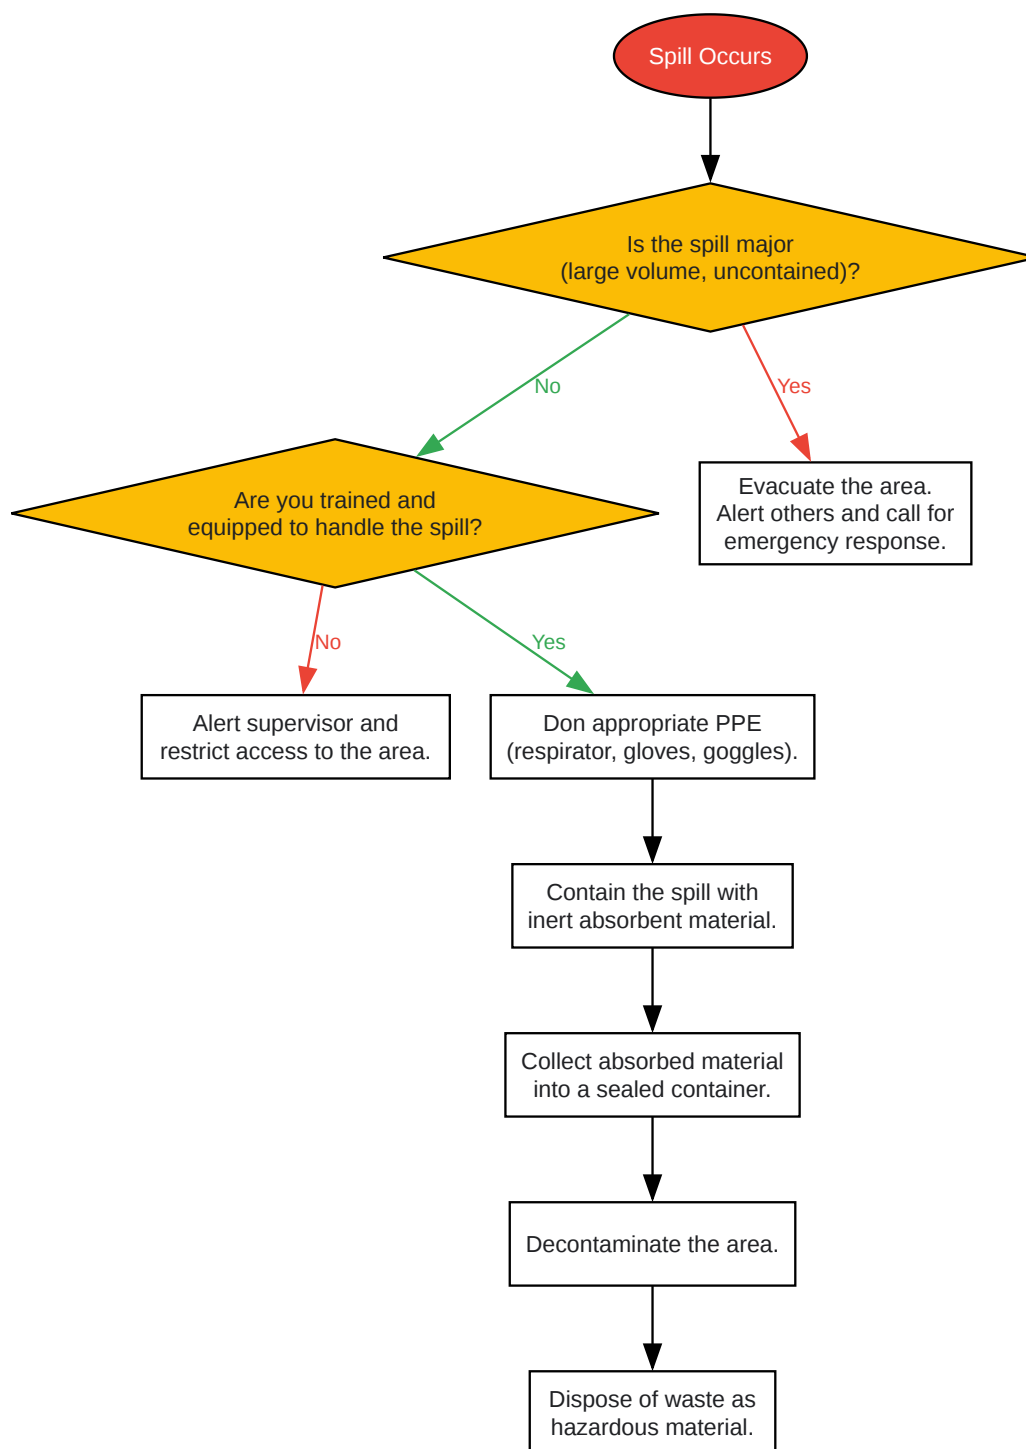 Spill Occurs
Is the spill major
(large volume, uncontained)?
No
Yes
Evacuate the area.
Alert others and call for
emergency response.
Are you trained and
equipped to handle the spill?
No
Yes
Alert supervisor and
restrict access to the area.
Don appropriate PPE
(respirator, gloves, goggles).
Contain the spill with
inert absorbent material.
Collect absorbed material
into a sealed container.
Decontaminate the area.
Dispose of waste as
hazardous material.